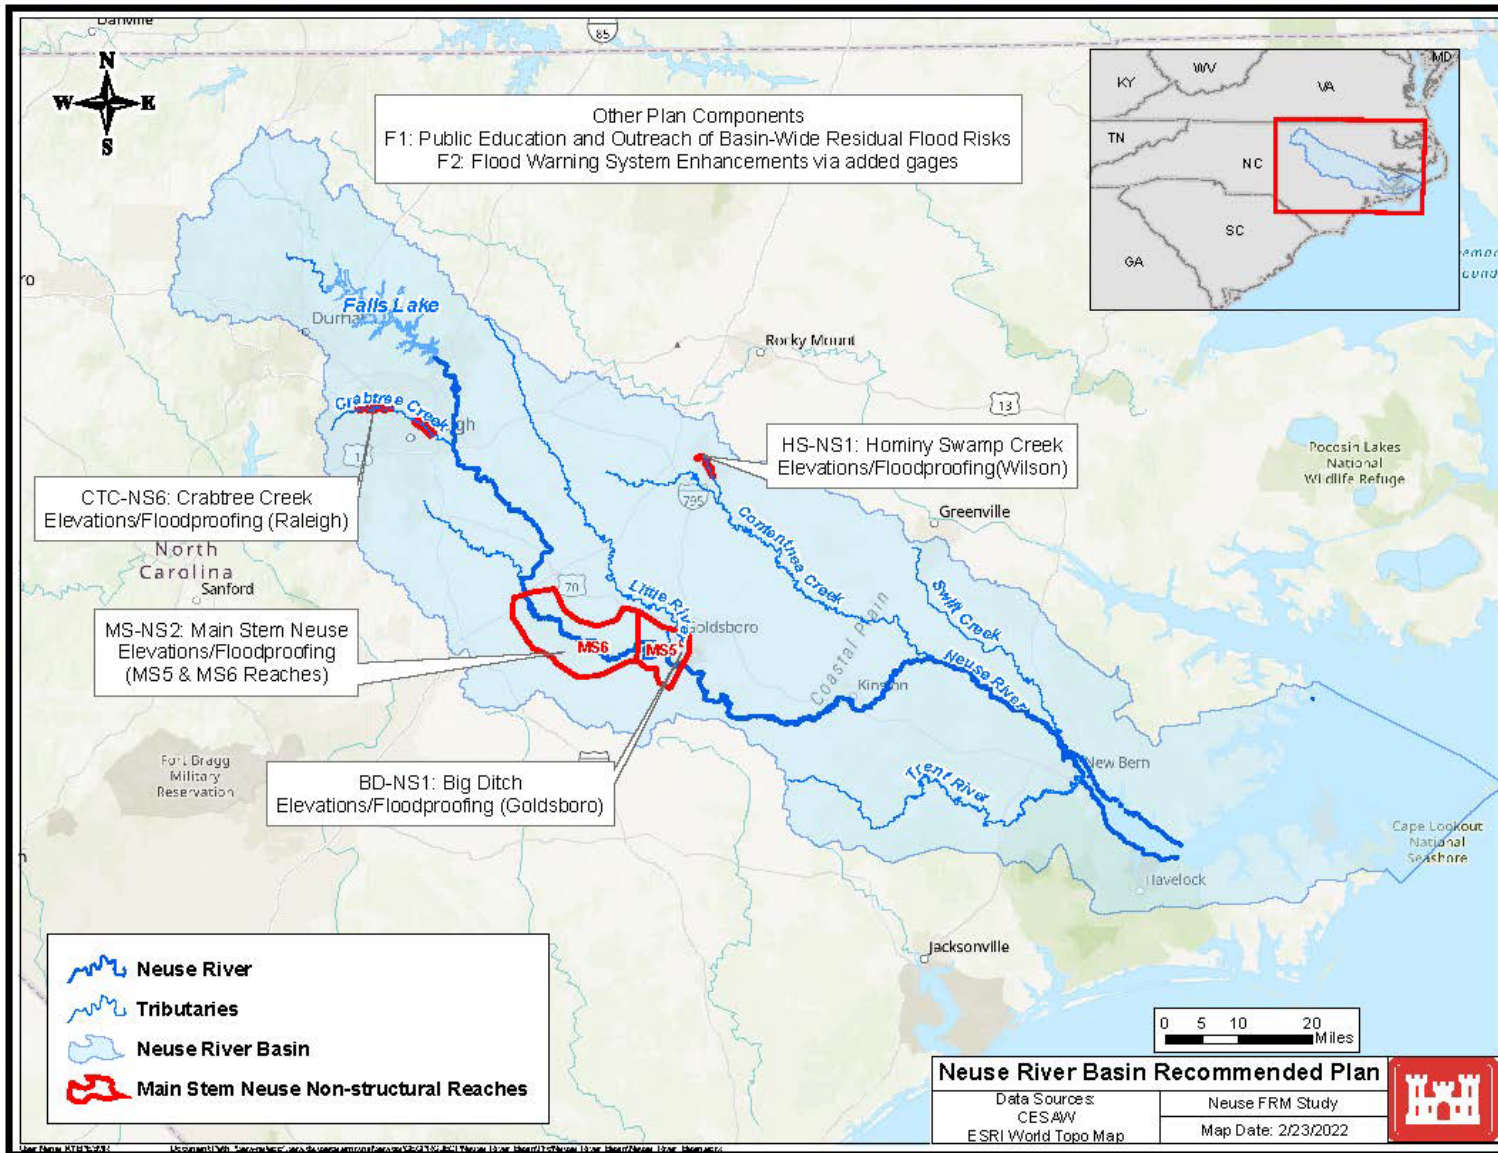 Danville
85
N
W E
S
Other Plan Components
F1: Public Education and Outreach of Basin-Wide Residual Flood Risks
F2: Flood Warning System Enhancements via added gages
KY
WV
MD
VA
TN
NC
SC
GA
Falls Lake
Rocky Mount
13
Crabtree Creek
HS-NS1: Hominy Swamp Creek
Elevations/Floodproofing(Wilson)
Pocosin Lakes
National
Wildlife Refuge
CTC-NS6: Crabtree Creek
Elevations/Floodproofing (Raleigh)
795
Greenville
Contentnea Creek
North
Carolina
Sanford
70
Little River
Swift Creek
MS-NS2: Main Stem Neuse
Elevations/Floodproofing
(MS5 & MS6 Reaches)
Goldsboro
MS6
MS5
Coastal Plain
Neuse River
Kinston
Fort Bragg
Military
Reservation
BD-NS1: Big Ditch
Elevations/Floodproofing (Goldsboro)
Trent River
New Bern
Cape Lookout
National
Seashore
Havelock
Jacksonville
Neuse River
Tributaries
Neuse River Basin
Main Stem Neuse Non-structural Reaches
0 5 10 20
Miles
Neuse River Basin Recommended Plan
Data Sources:
CESAW
ESRI World Topo Map
Neuse FRM Study
Map Date: 2/23/2022